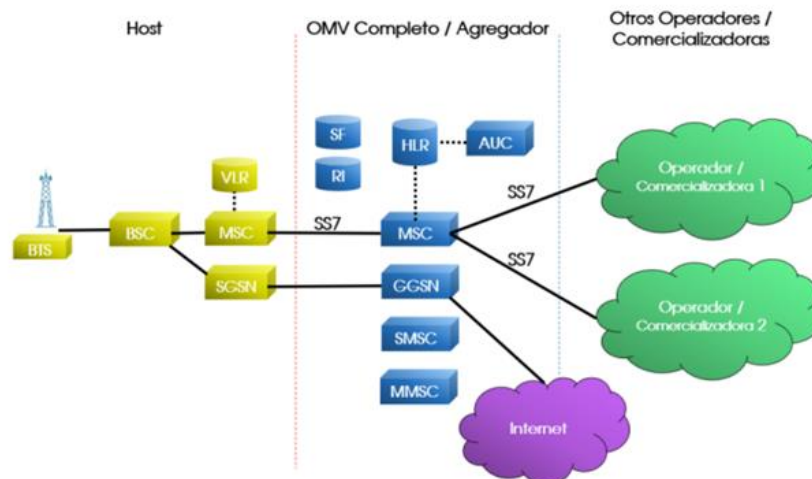 Host
OMV Completo / Agregador
Otros Operadores /
Comercializadoras
SF
HLR
AUC
VLR
RI
Operador /
Comercializadora 1
SS7
BTS
BSC
MSC
SS7
MSC
SS7
SGSN
GGSN
Operador /
Comercializadora 2
SMSC
MMSC
Internet